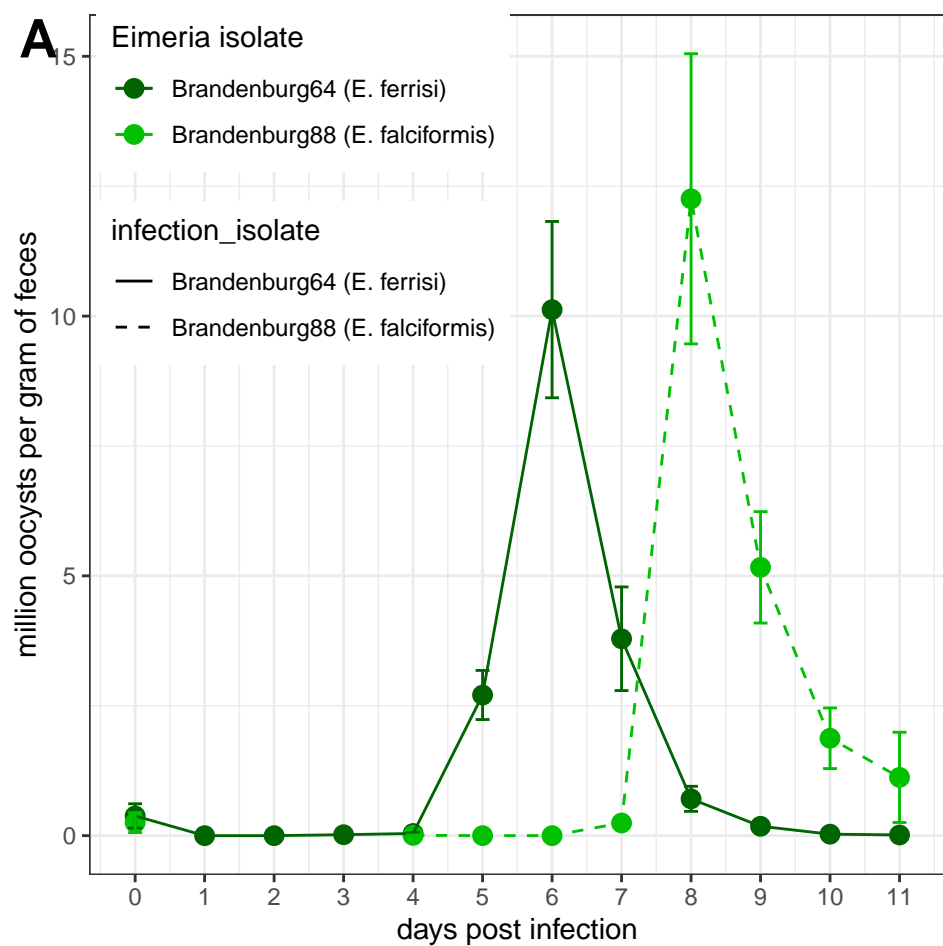 A
Eimeria isolate
Brandenburg64 (E. ferrisi)
Brandenburg88 (E. falciformis)
infection_isolate
Brandenburg64 (E. ferrisi)
Brandenburg88 (E. falciformis)
million oocysts per gram of feces
15
10
5
0
0 1 2 3 4 5 6 7 8 9 10 11
days post infection